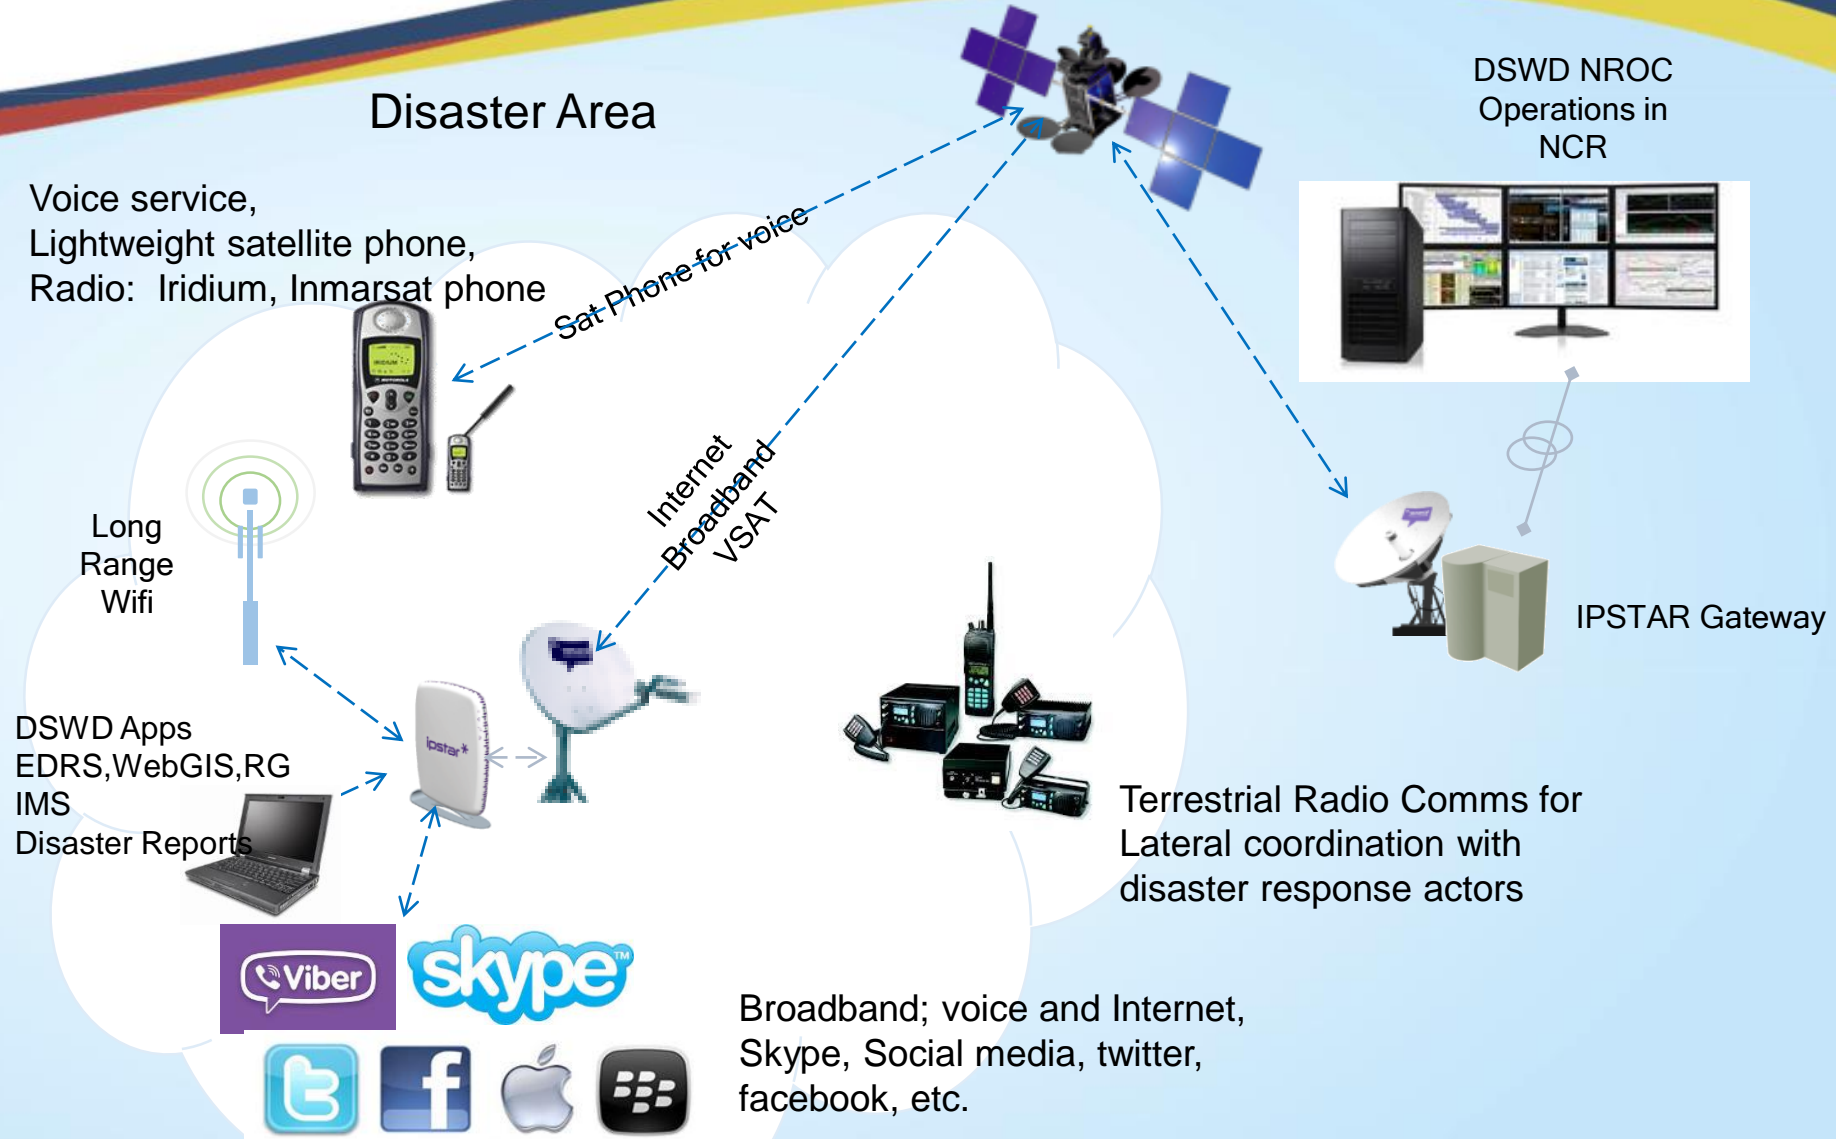 Disaster Area
DSWD NROC
Operations in
NCR
Voice service,
Lightweight satellite phone,
Radio:  Iridium, Inmarsat phone
Sat Phone for voice
IRIDIUM
MOTOROLA
Internet
Broadband
VSAT
Long
Range
Wifi
IPSTAR Gateway
DSWD Apps
EDRS,WebGIS,RG
IMS
Disaster Reports
ipstar*
Terrestrial Radio Comms for
Lateral coordination with
disaster response actors
Viber
skype™
Broadband; voice and Internet,
Skype, Social media, twitter,
facebook, etc.